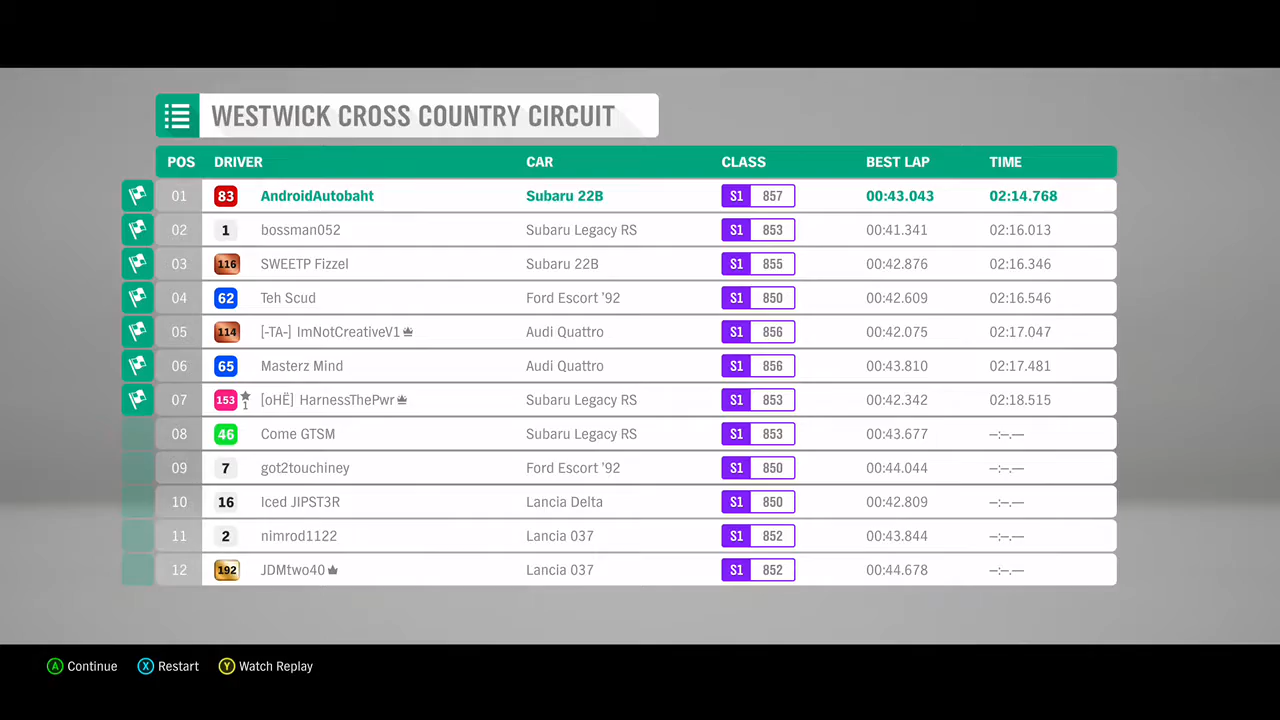 WESTWICK CROSS COUNTRY CIRCUIT
POS DRIVER CAR CLASS BEST LAP TIME
01 83 AndroidAutobaht Subaru 22B S1 857 00:43.043 02:14.768
02 1 bossman052 Subaru Legacy RS S1 853 00:41.341 02:16.013
03 116 SWEETP Fizzel Subaru 22B S1 855 00:42.876 02:16.346
04 62 Teh Scud Ford Escort '92 S1 850 00:42.609 02:16.546
05 114 [-TA-] ImNotCreativeV1 Audi Quattro S1 856 00:42.075 02:17.047
06 65 Masterz Mind Audi Quattro S1 856 00:43.810 02:17.481
07 153 1 [oHË] HarnessThePwr Subaru Legacy RS S1 853 00:42.342 02:18.515
08 46 Come GTSM Subaru Legacy RS S1 853 00:43.677 –:–.––
09 7 got2touchiney Ford Escort '92 S1 850 00:44.044 –:–.––
10 16 Iced JIPST3R Lancia Delta S1 850 00:42.809 –:–.––
11 2 nimrod1122 Lancia 037 S1 852 00:43.844 –:–.––
12 192 JDMtwo40 Lancia 037 S1 852 00:44.678 –:–.––
A Continue X Restart Y Watch Replay